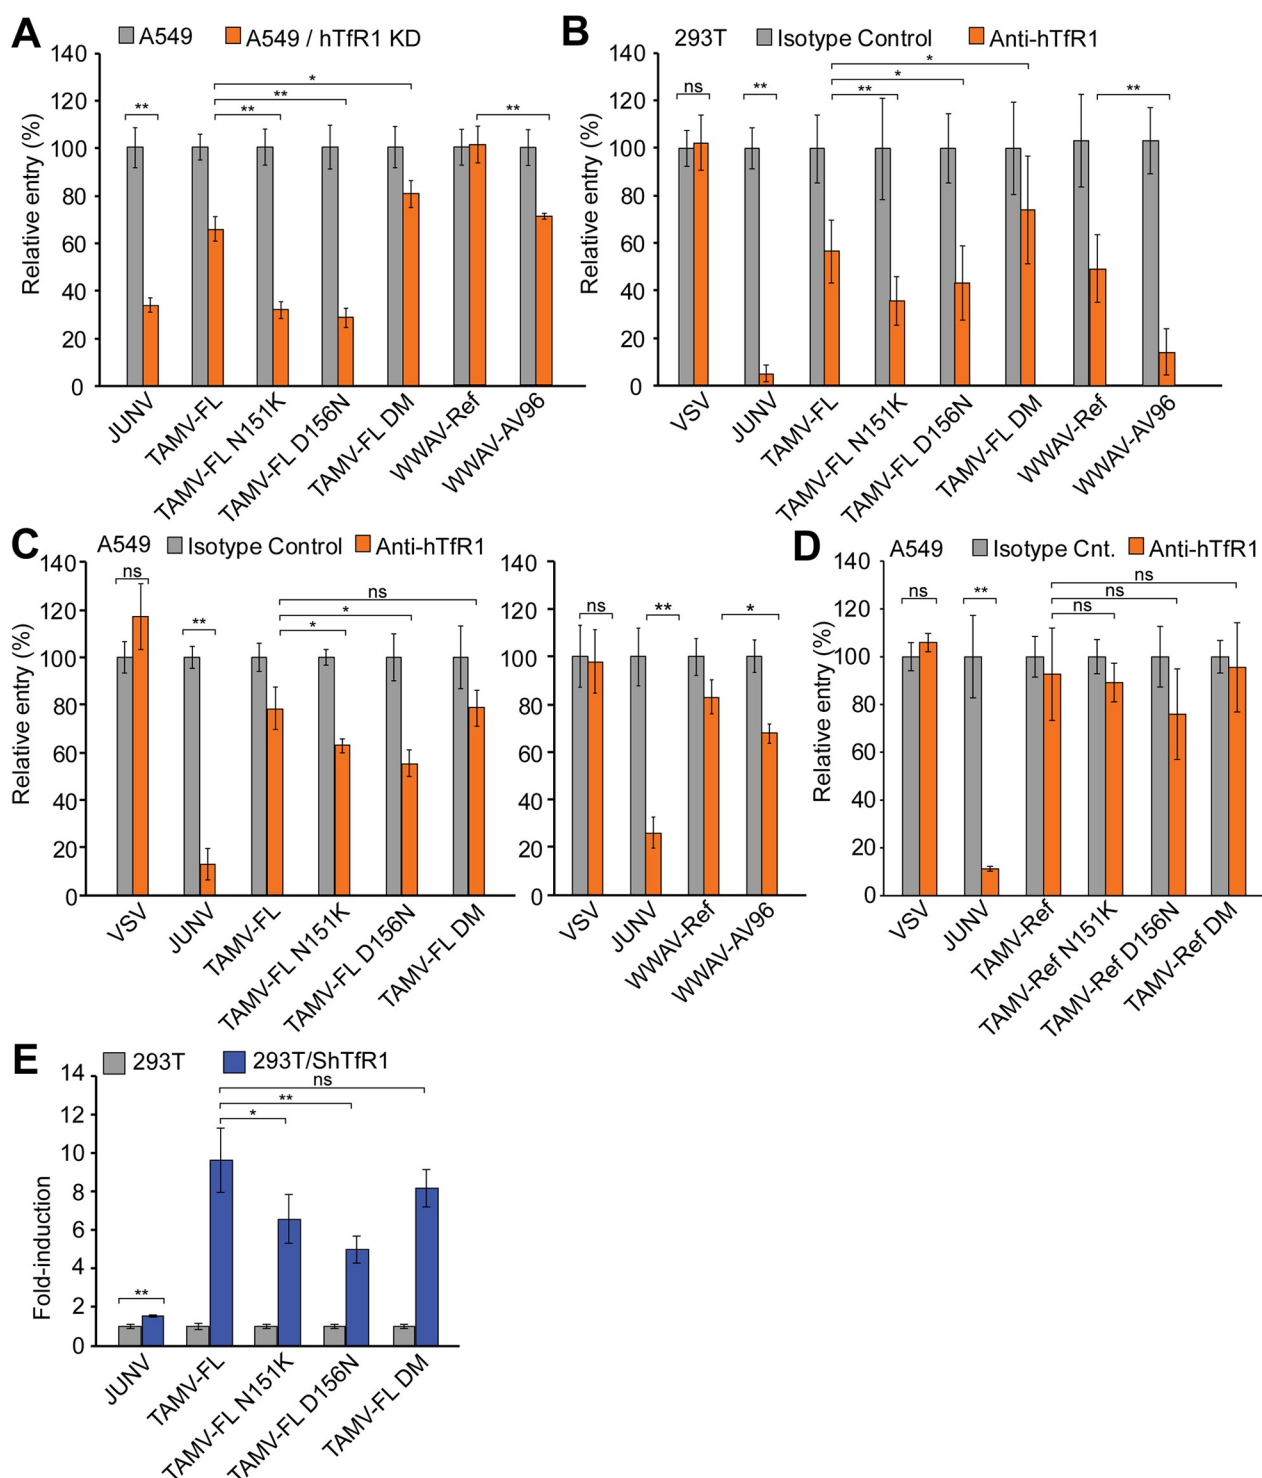 A
A549
A549 / hTfR1 KD
Relative entry (%)
140
120
100
80
60
40
20
0
**
**
**
*
**
JUNV
TAMV-FL
TAMV-FL N151K
TAMV-FL D156N
TAMV-FL DM
WWAV-Ref
WWAV-AV96
B
293T
Isotype Control
Anti-hTfR1
Relative entry (%)
140
120
100
80
60
40
20
0
ns
**
**
*
*
**
VSV
JUNV
TAMV-FL
TAMV-FL N151K
TAMV-FL D156N
TAMV-FL DM
WWAV-Ref
WWAV-AV96
C
A549
Isotype Control
Anti-hTfR1
Relative entry (%)
140
120
100
80
60
40
20
0
ns
**
*
*
ns
VSV
JUNV
TAMV-FL
TAMV-FL N151K
TAMV-FL D156N
TAMV-FL DM
140
120
100
80
60
40
20
0
ns
**
*
VSV
JUNV
WWAV-Ref
WWAV-AV96
D
A549
Isotype Cnt.
Anti-hTfR1
Relative entry (%)
140
120
100
80
60
40
20
0
ns
**
ns
ns
ns
VSV
JUNV
TAMV-Ref
TAMV-Ref N151K
TAMV-Ref D156N
TAMV-Ref DM
E
293T
293T/ShTfR1
Fold-induction
14
12
10
8
6
4
2
0
**
*
**
ns
JUNV
TAMV-FL
TAMV-FL N151K
TAMV-FL D156N
TAMV-FL DM